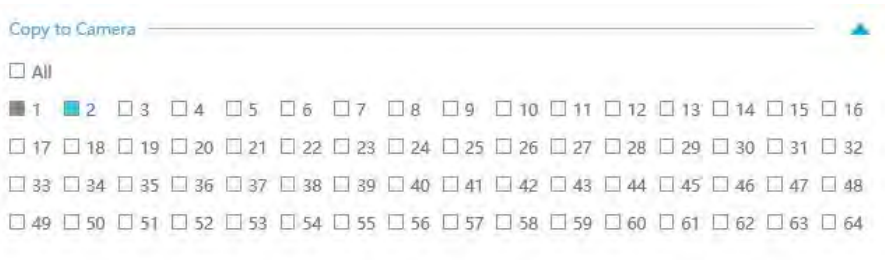 Copy to Camera
All
1 2 3 4 5 6 7 8 9 10 11 12 13 14 15 16
17 18 19 20 21 22 23 24 25 26 27 28 29 30 31 32
33 34 35 36 37 38 39 40 41 42 43 44 45 46 47 48
49 50 51 52 53 54 55 56 57 58 59 60 61 62 63 64